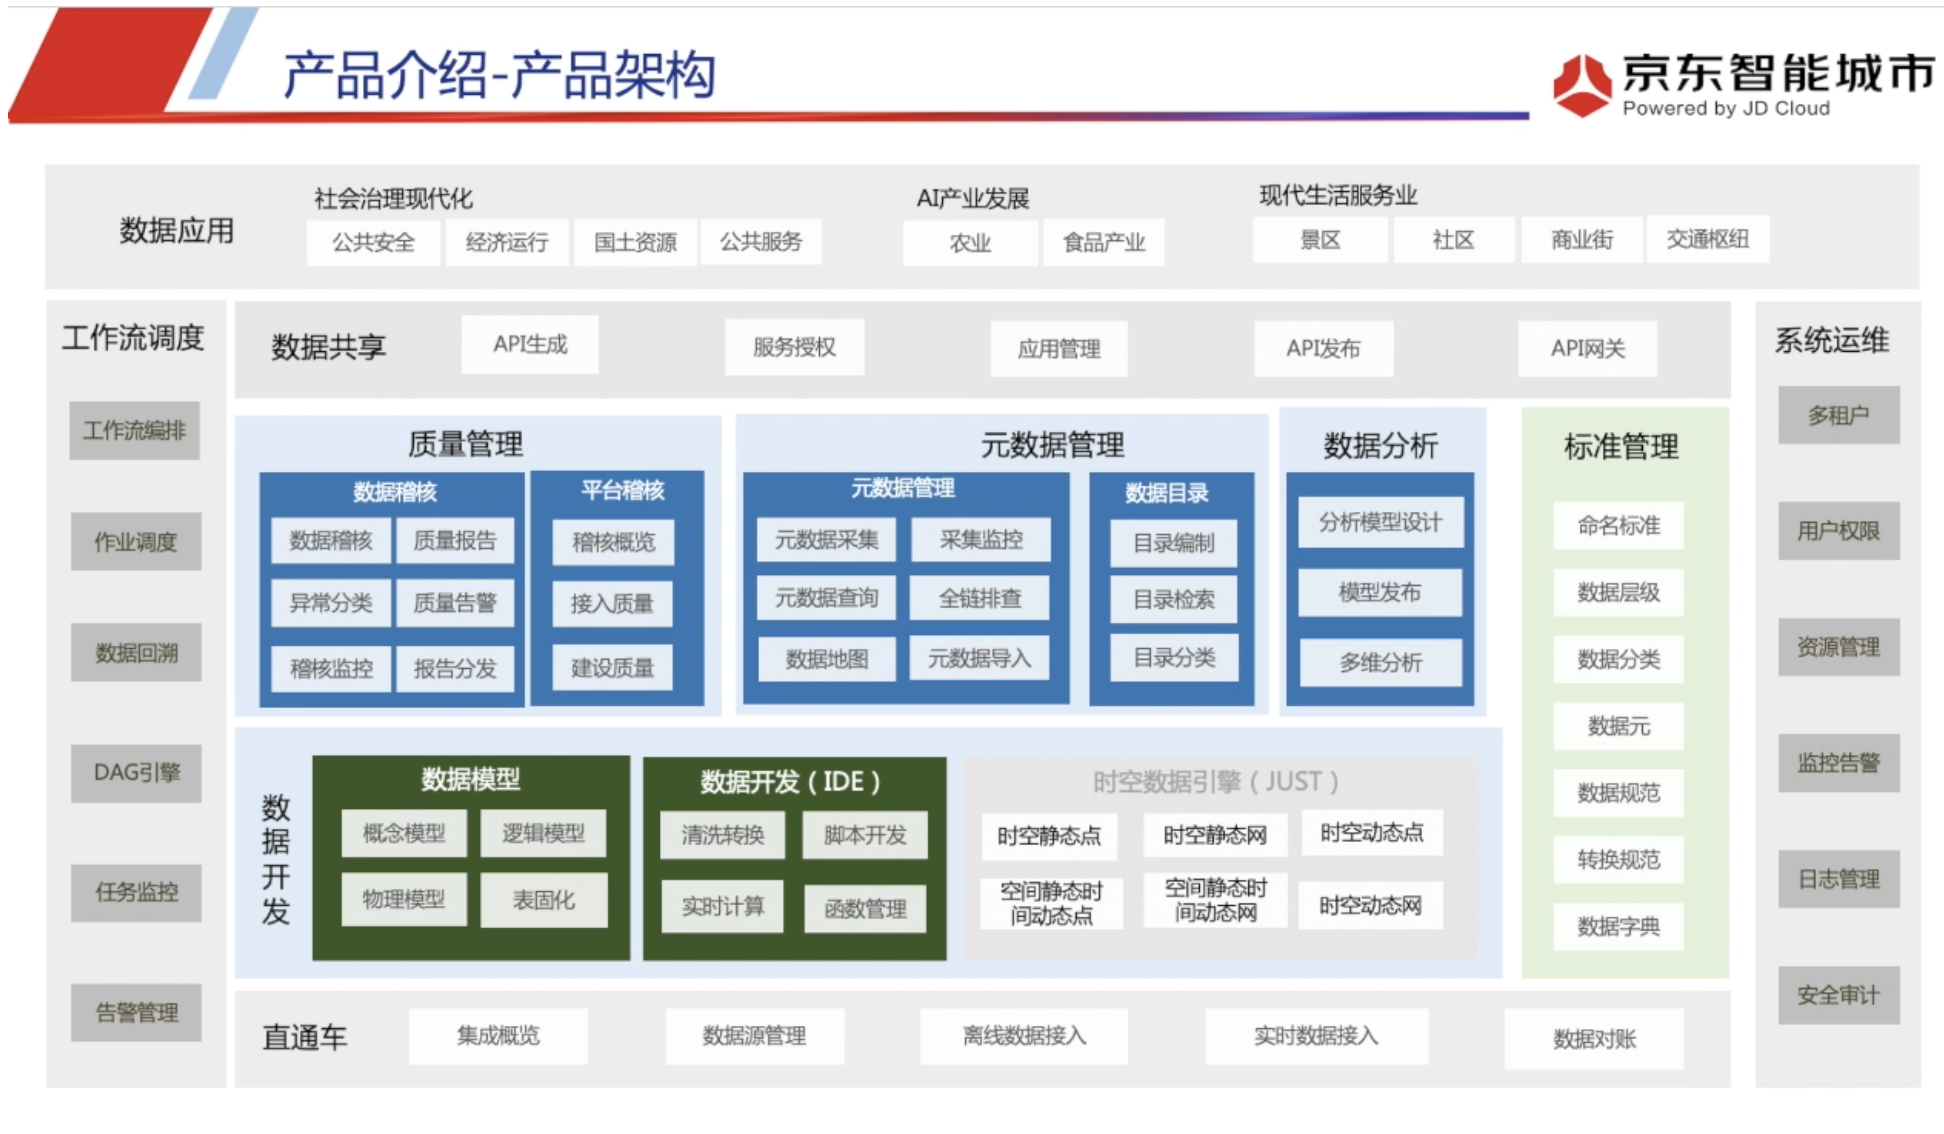 产品介绍-产品架构
京东智能城市
Powered by JD Cloud
数据应用
社会治理现代化
公共安全
经济运行
国土资源
公共服务
AI产业发展
农业
食品产业
现代生活服务业
景区
社区
商业街
交通枢纽
工作流调度
工作流编排
作业调度
数据回溯
DAG引擎
任务监控
告警管理
数据共享
API生成
服务授权
应用管理
API发布
API网关
质量管理
数据稽核
数据稽核
质量报告
异常分类
质量告警
稽核监控
报告分发
平台稽核
稽核概览
接入质量
建设质量
元数据管理
元数据管理
元数据采集
采集监控
元数据查询
全链排查
数据地图
元数据导入
数据目录
目录编制
目录检索
目录分类
数据分析
分析模型设计
模型发布
多维分析
标准管理
命名标准
数据层级
数据分类
数据元
数据规范
转换规范
数据字典
数据开发
数据模型
概念模型
逻辑模型
物理模型
表固化
数据开发（IDE）
清洗转换
脚本开发
实时计算
函数管理
时空数据引擎（JUST）
时空静态点
时空静态网
时空动态点
空间静态时
间动态点
空间静态时
间动态网
时空动态网
直通车
集成概览
数据源管理
离线数据接入
实时数据接入
数据对账
系统运维
多租户
用户权限
资源管理
监控告警
日志管理
安全审计